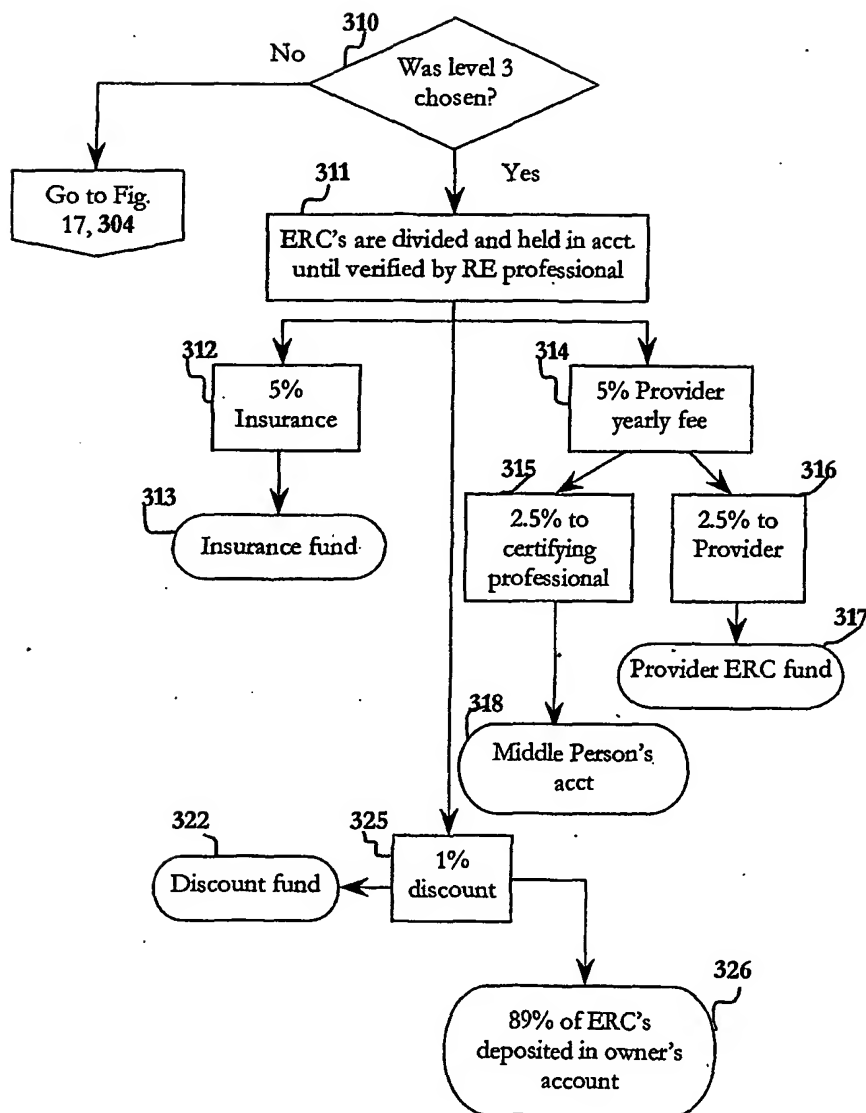 310
No
Was level 3
chosen?
Yes
Go to Fig.
17, 304
311
ERC's are divided and held in acct.
until verified by RE professional
312
5%
Insurance
314
5% Provider
yearly fee
313
Insurance fund
315
2.5% to
certifying
professional
316
2.5% to
Provider
317
Provider ERC fund
318
Middle Person's
acct
322
Discount fund
325
1%
discount
326
89% of ERC's
deposited in owner's
account